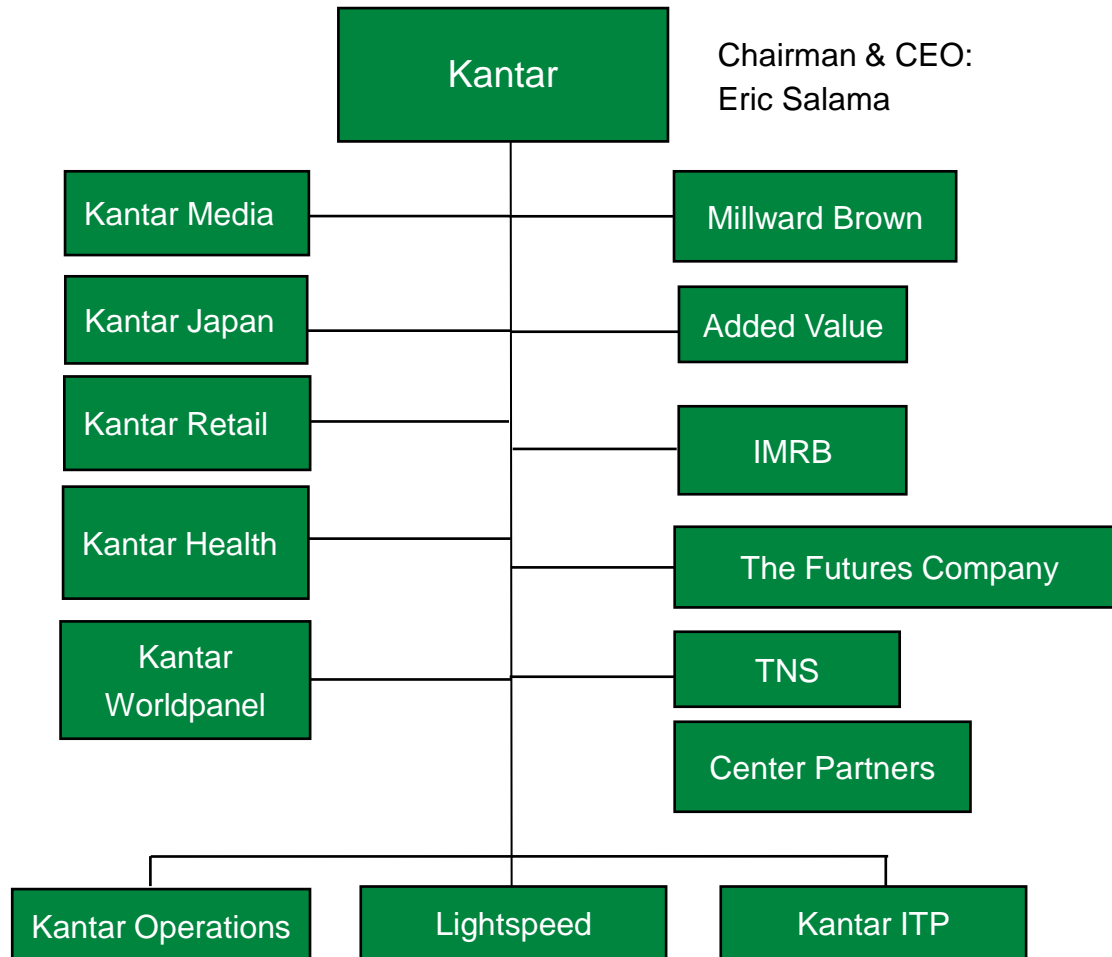 Kantar
Chairman & CEO:
Eric Salama
Kantar Media
Millward Brown
Kantar Japan
Added Value
Kantar Retail
IMRB
Kantar Health
The Futures Company
Kantar
Worldpanel
TNS
Center Partners
Kantar Operations
Lightspeed
Kantar ITP